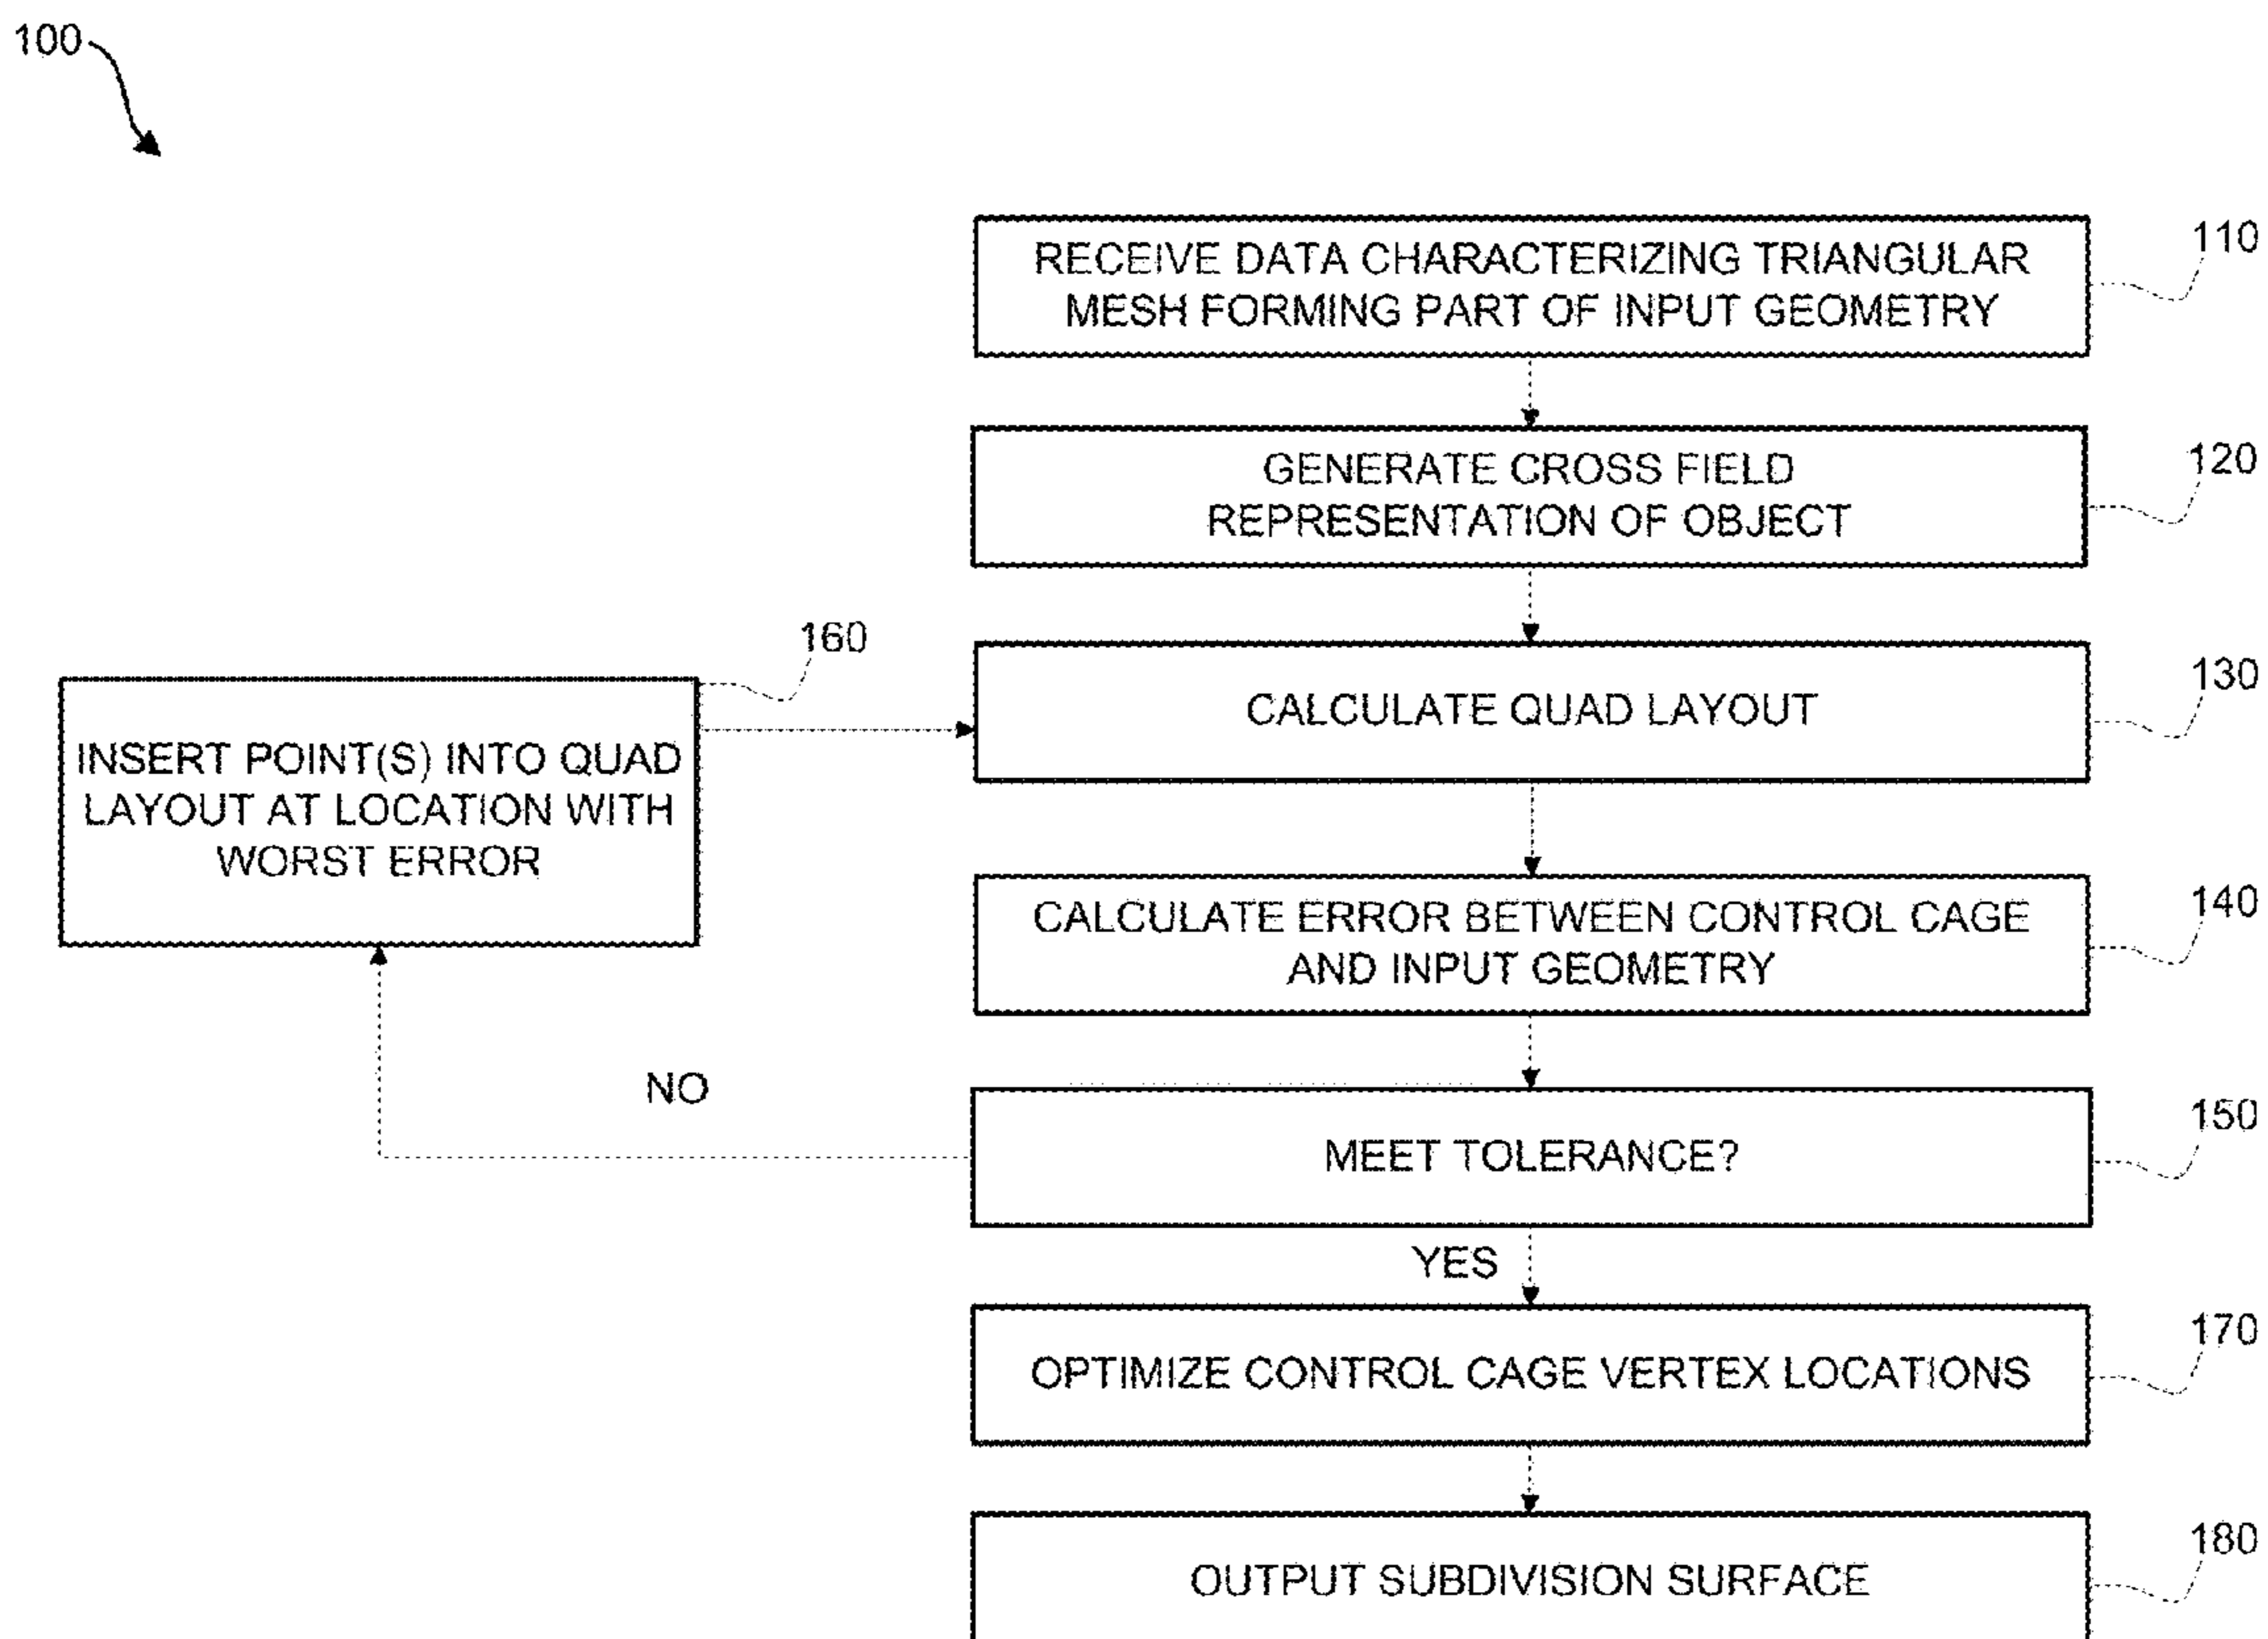 100
RECEIVE DATA CHARACTERIZING TRIANGULAR
MESH FORMING PART OF INPUT GEOMETRY
110
GENERATE CROSS FIELD
REPRESENTATION OF OBJECT
120
CALCULATE QUAD LAYOUT
130
160
INSERT POINT(S) INTO QUAD
LAYOUT AT LOCATION WITH
WORST ERROR
CALCULATE ERROR BETWEEN CONTROL CAGE
AND INPUT GEOMETRY
140
NO
MEET TOLERANCE?
150
YES
OPTIMIZE CONTROL CAGE VERTEX LOCATIONS
170
OUTPUT SUBDIVISION SURFACE
180